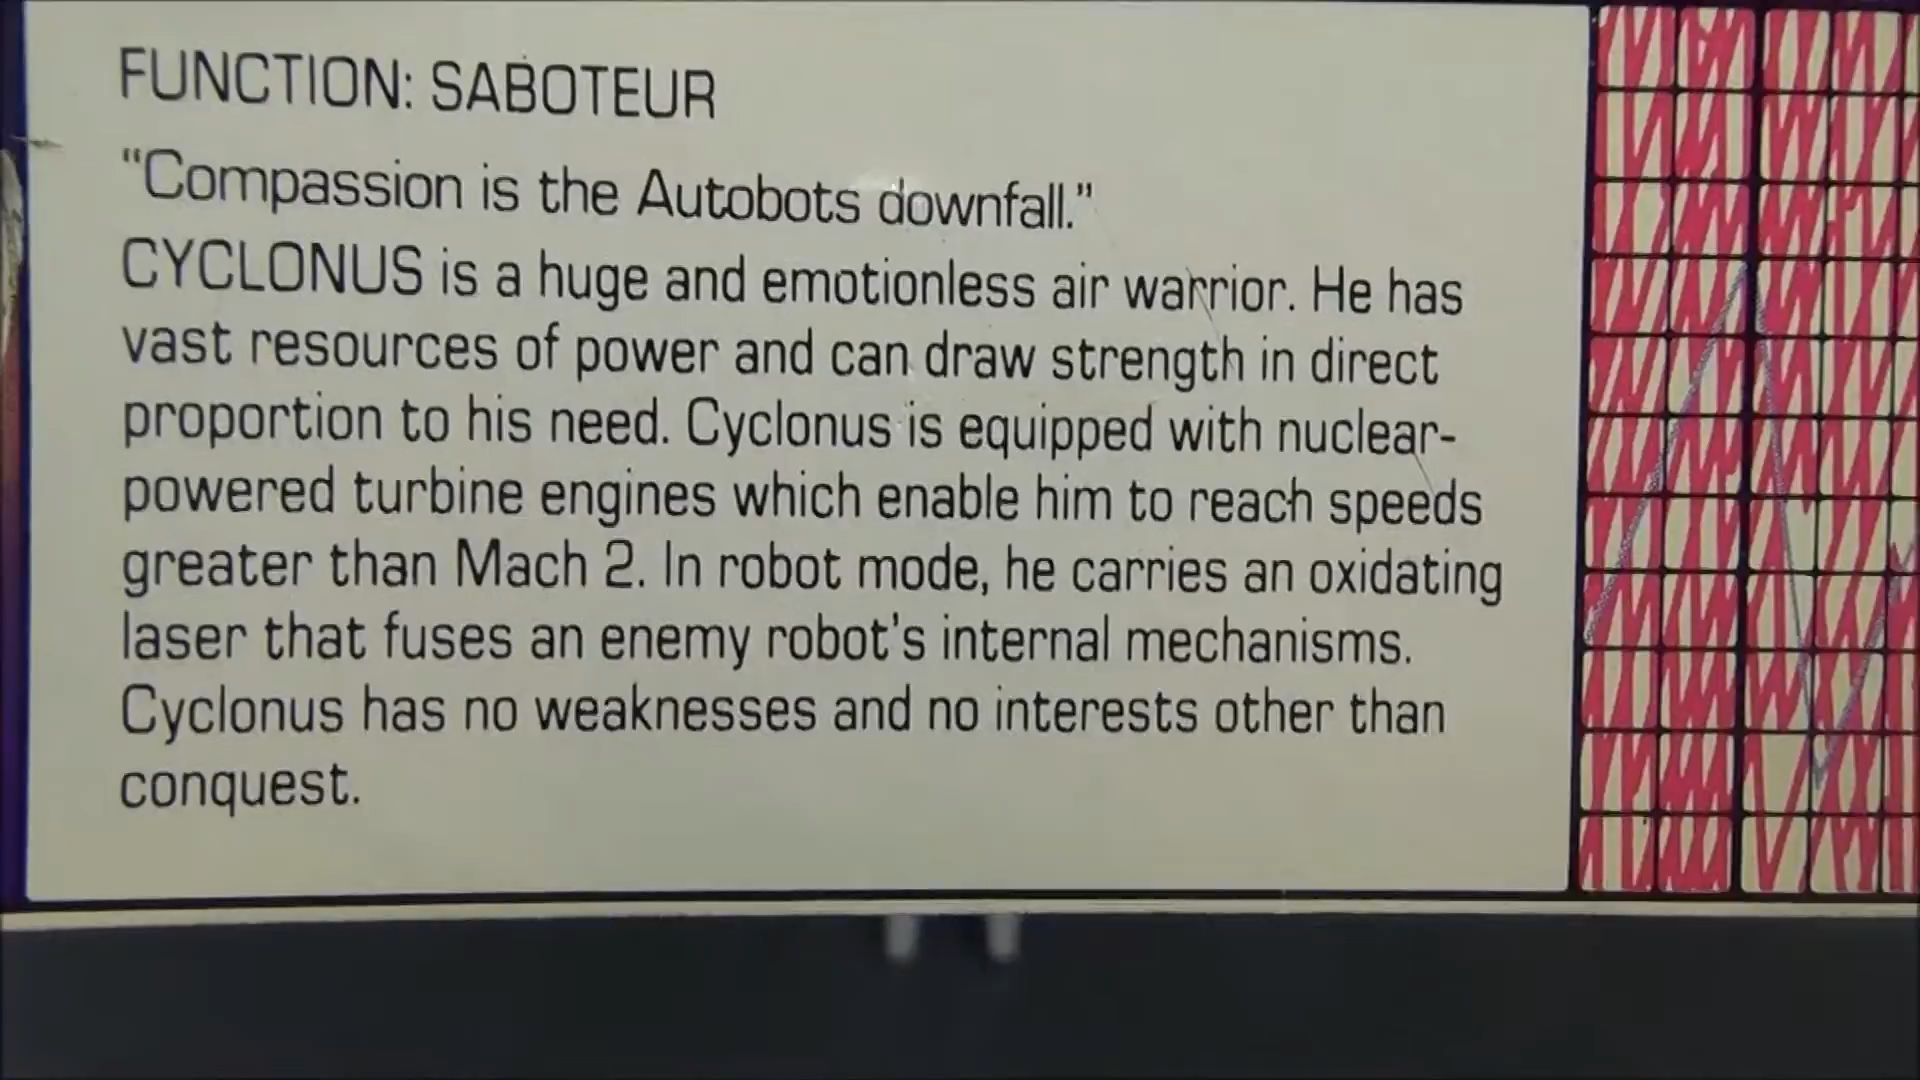 FUNCTION: SABOTEUR
“Compassion is the Autobots downfall.”
CYCLONUS is a huge and emotionless air warrior. He has
vast resources of power and can draw strength in direct
proportion to his need. Cyclonus is equipped with nuclear-
powered turbine engines which enable him to reach speeds
greater than Mach 2. In robot mode, he carries an oxidating
laser that fuses an enemy robot's internal mechanisms.
Cyclonus has no weaknesses and no interests other than
conquest.